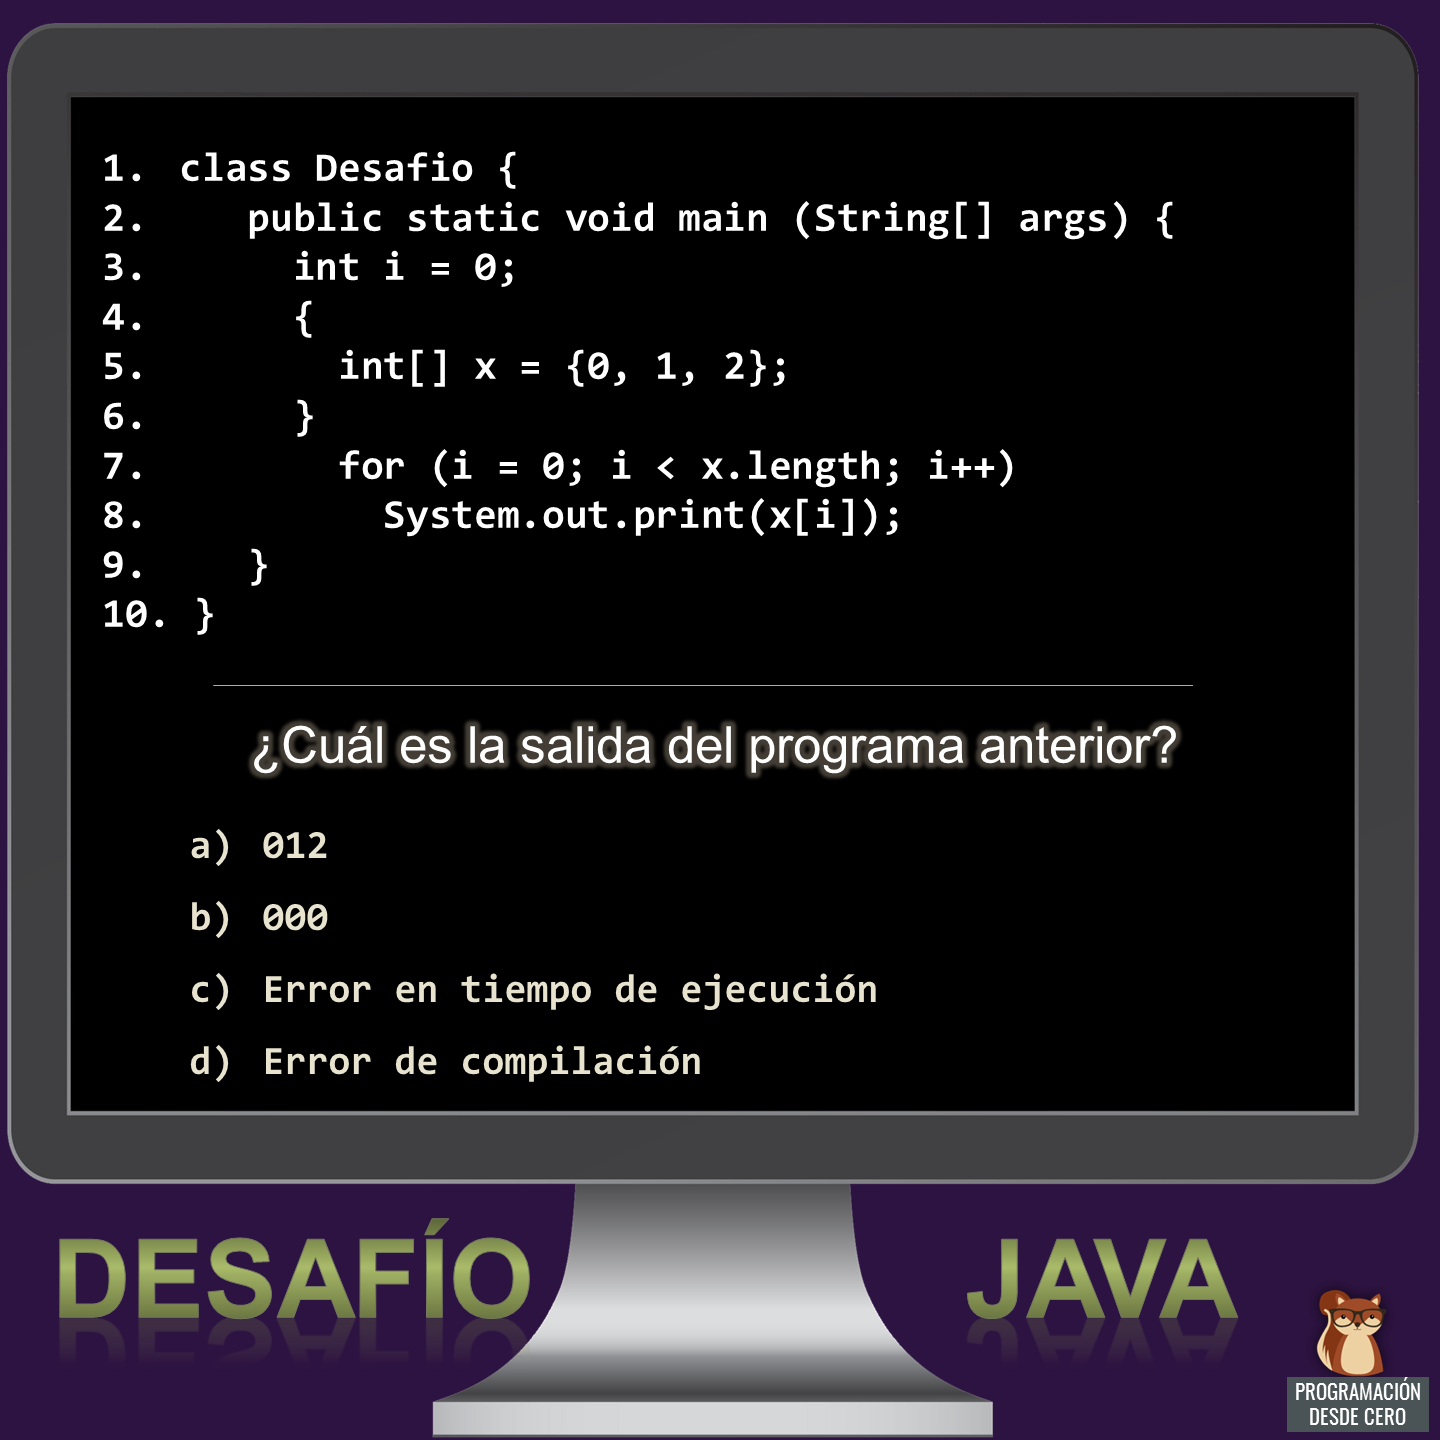 1. class Desafio {
2. public static void main (String[] args) {
3. int i = 0;
4. {
5. int[] x = {0, 1, 2};
6. }
7. for (i = 0; i < x.length; i++)
8. System.out.print(x[i]);
9. }
10. }
¿Cuál es la salida del programa anterior?
a) 012
b) 000
c) Error en tiempo de ejecución
d) Error de compilación
DESAFÍO JAVA
PROGRAMACIÓN
DESDE CERO